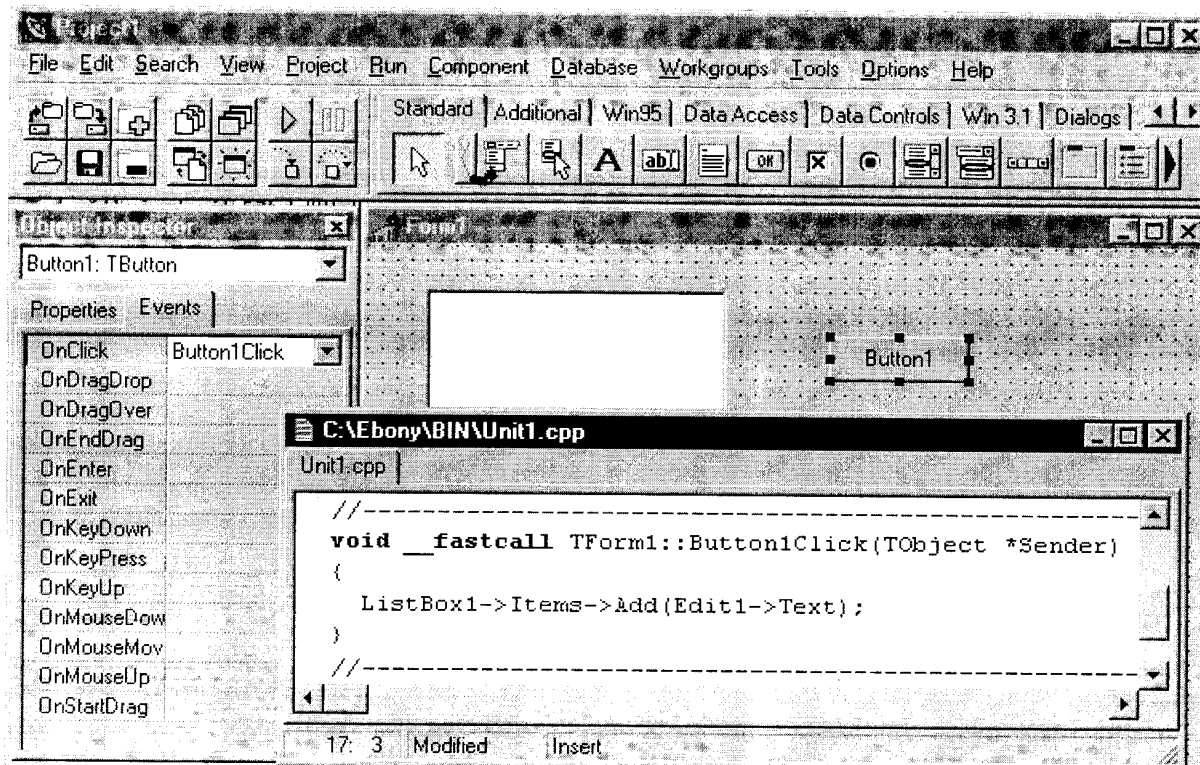 Project1
File Edit Search View Project Run Component Database Workgroups Tools Options Help
Standard Additional Win95 Data Access Data Controls Win 3.1 Dialogs
A ab OK
Object Inspector
Form1
Button1: TButton
Properties Events
OnClick Button1Click
OnDragDrop
OnDragOver
OnEndDrag
OnEnter
OnExit
OnKeyDown
OnKeyPress
OnKeyUp
OnMouseDow
OnMouseMov
OnMouseUp
OnStartDrag
Button1
C:\Ebony\BIN\Unit1.cpp
Unit1.cpp
//------------------------------------------------------
void __fastcall TForm1::Button1Click(TObject *Sender)
{
ListBox1->Items->Add(Edit1->Text);
}
//------------------------------------------------------
17: 3 Modified Insert